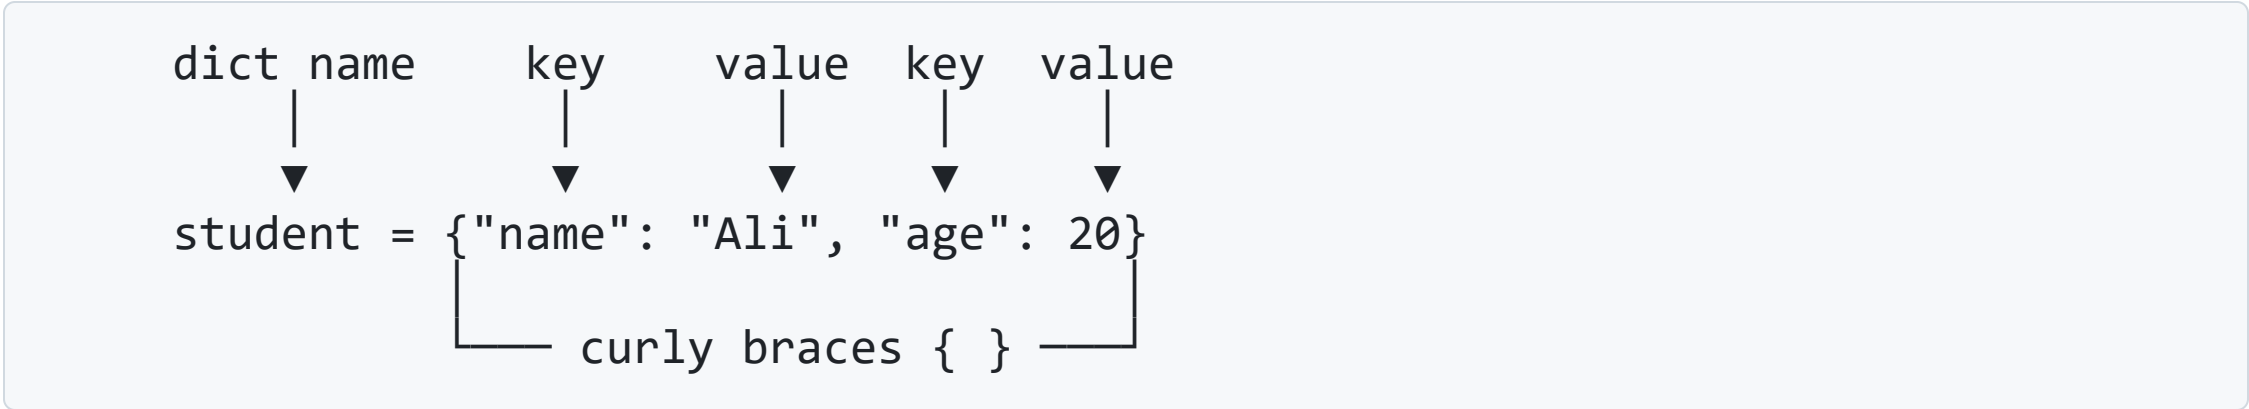 dict name key value key value
student = {"name": "Ali", "age": 20}
curly braces { }